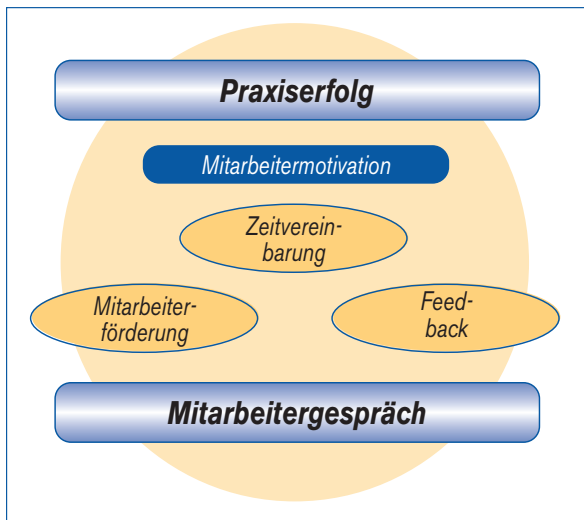 Praxiserfolg
Mitarbeitermotivation
Zeitverein-
barung
Mitarbeiter-
förderung
Feed-
back
Mitarbeitergespräch